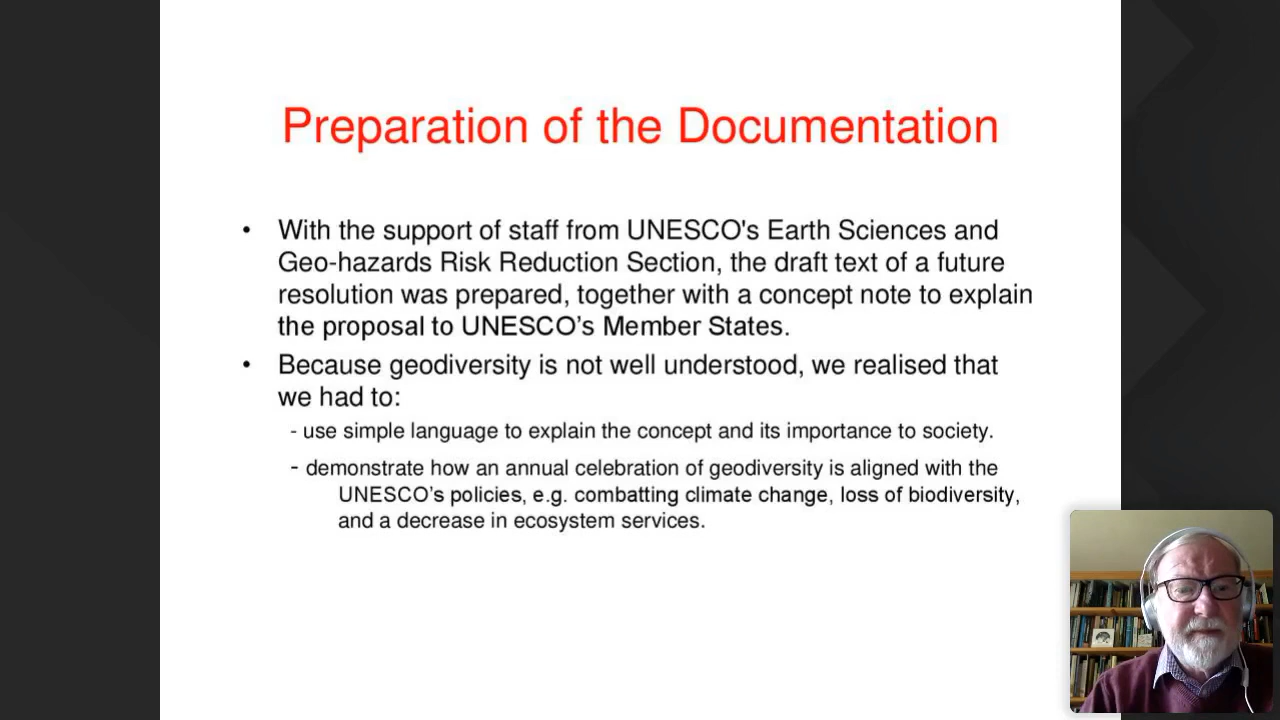 Preparation of the Documentation
• With the support of staff from UNESCO's Earth Sciences and
Geo-hazards Risk Reduction Section, the draft text of a future
resolution was prepared, together with a concept note to explain
the proposal to UNESCO’s Member States.
• Because geodiversity is not well understood, we realised that
we had to:
- use simple language to explain the concept and its importance to society.
- demonstrate how an annual celebration of geodiversity is aligned with the
UNESCO’s policies, e.g. combatting climate change, loss of biodiversity,
and a decrease in ecosystem services.